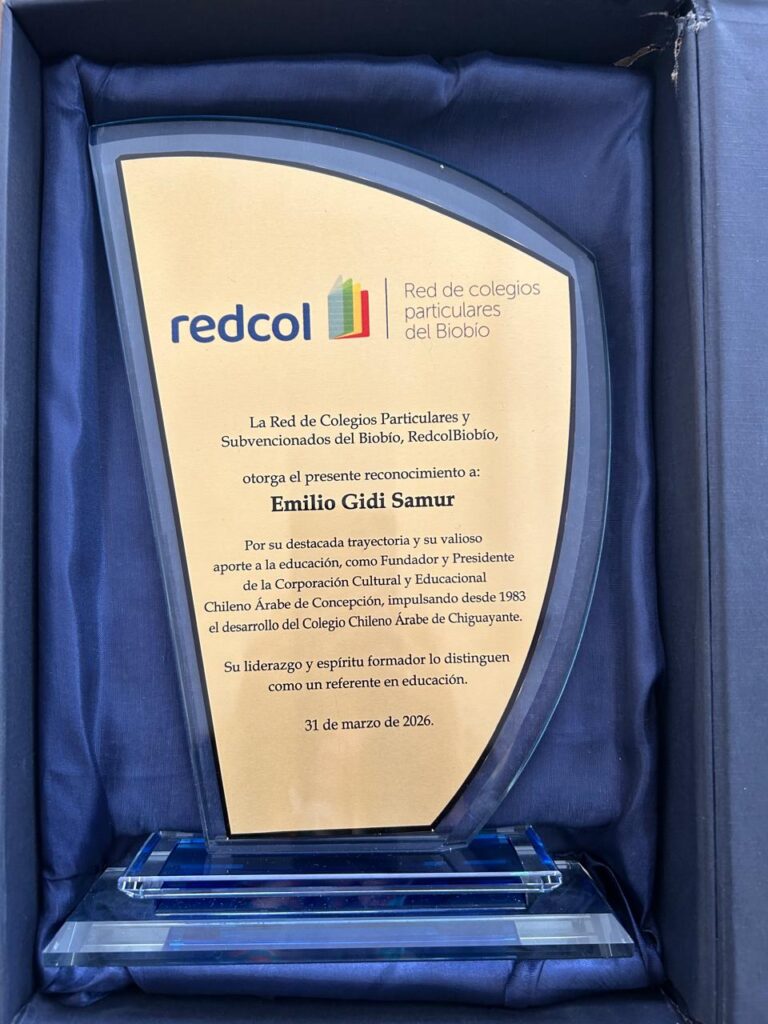 redcol
Red de colegios
particulares
del Biobío
La Red de Colegios Particulares y
Subvencionados del Biobío, RedcolBiobío,
otorga el presente reconocimiento a:
Emilio Gidi Samur
Por su destacada trayectoria y su valioso
aporte a la educación, como Fundador y Presidente
de la Corporación Cultural y Educacional
Chileno Árabe de Concepción, impulsando desde 1983
el desarrollo del Colegio Chileno Árabe de Chiguayante.
Su liderazgo y espíritu formador lo distinguen
como un referente en educación.
31 de marzo de 2026.